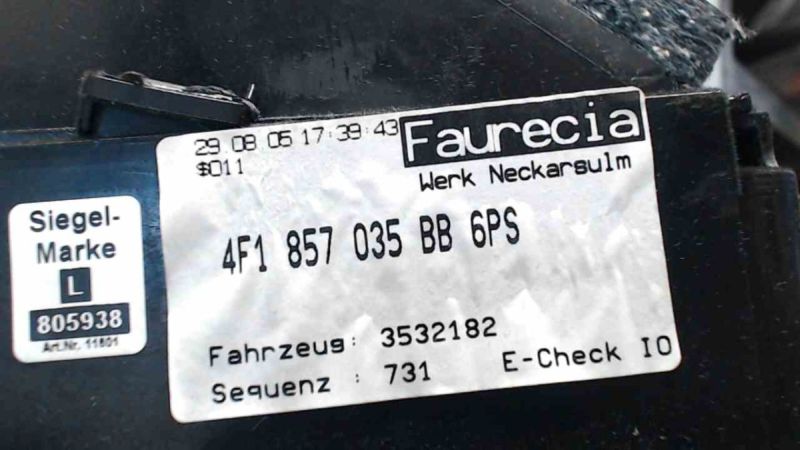 29.08.05 17:39:43
Faurecia
$011
Werk Neckarsulm
4F1 857 035 BB 6PS
Fahrzeug: 3532182
Sequenz : 731
E-Check IO
Siegel-
Marke
L
805938
Art.Nr. 11801